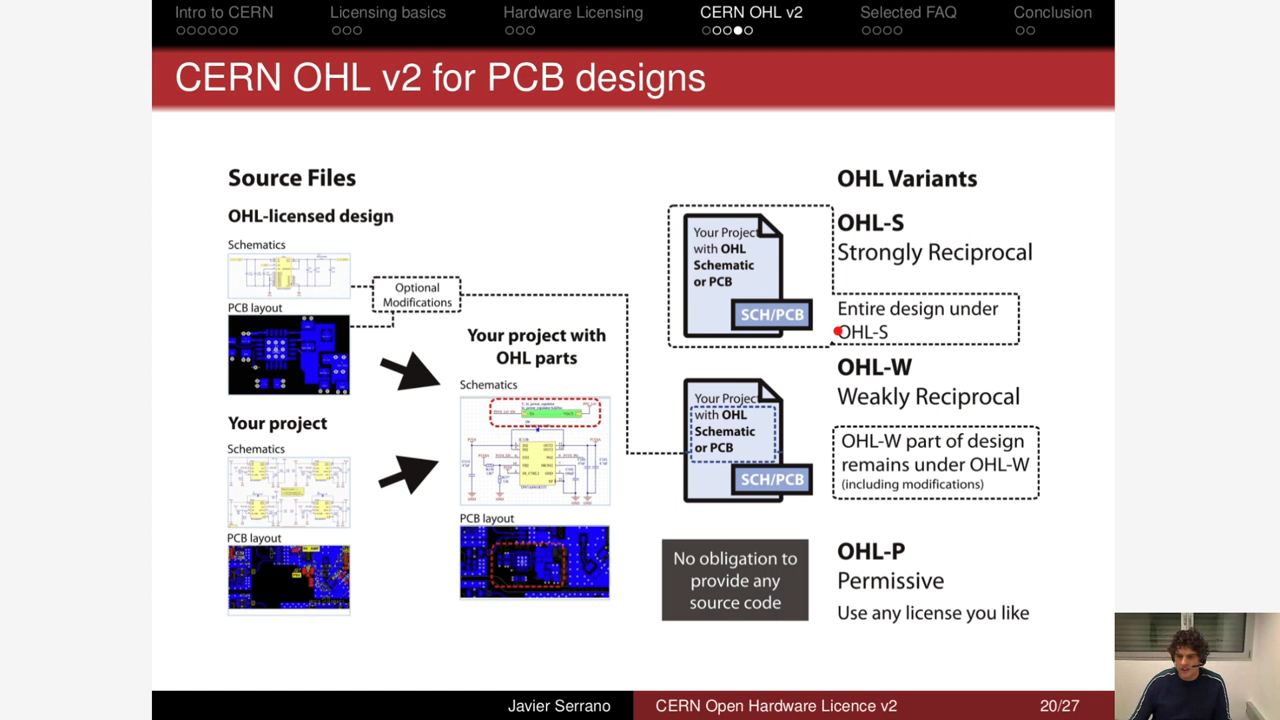 Intro to CERN
Licensing basics
Hardware Licensing
CERN OHL v2
Selected FAQ
Conclusion
CERN OHL v2 for PCB designs
Source Files
OHL-licensed design
Schematics
PCB layout
Optional
Modifications
Your project
Schematics
PCB layout
Your project with
OHL parts
Schematics
PCB layout
Your Project
with OHL
Schematic
or PCB
SCH/PCB
Your Project
with OHL
Schematic
or PCB
SCH/PCB
No obligation to
provide any
source code
OHL Variants
OHL-S
Strongly Reciprocal
Entire design under
OHL-S
OHL-W
Weakly Reciprocal
OHL-W part of design
remains under OHL-W
(including modifications)
OHL-P
Permissive
Use any license you like
Javier Serrano
CERN Open Hardware Licence v2
20/27